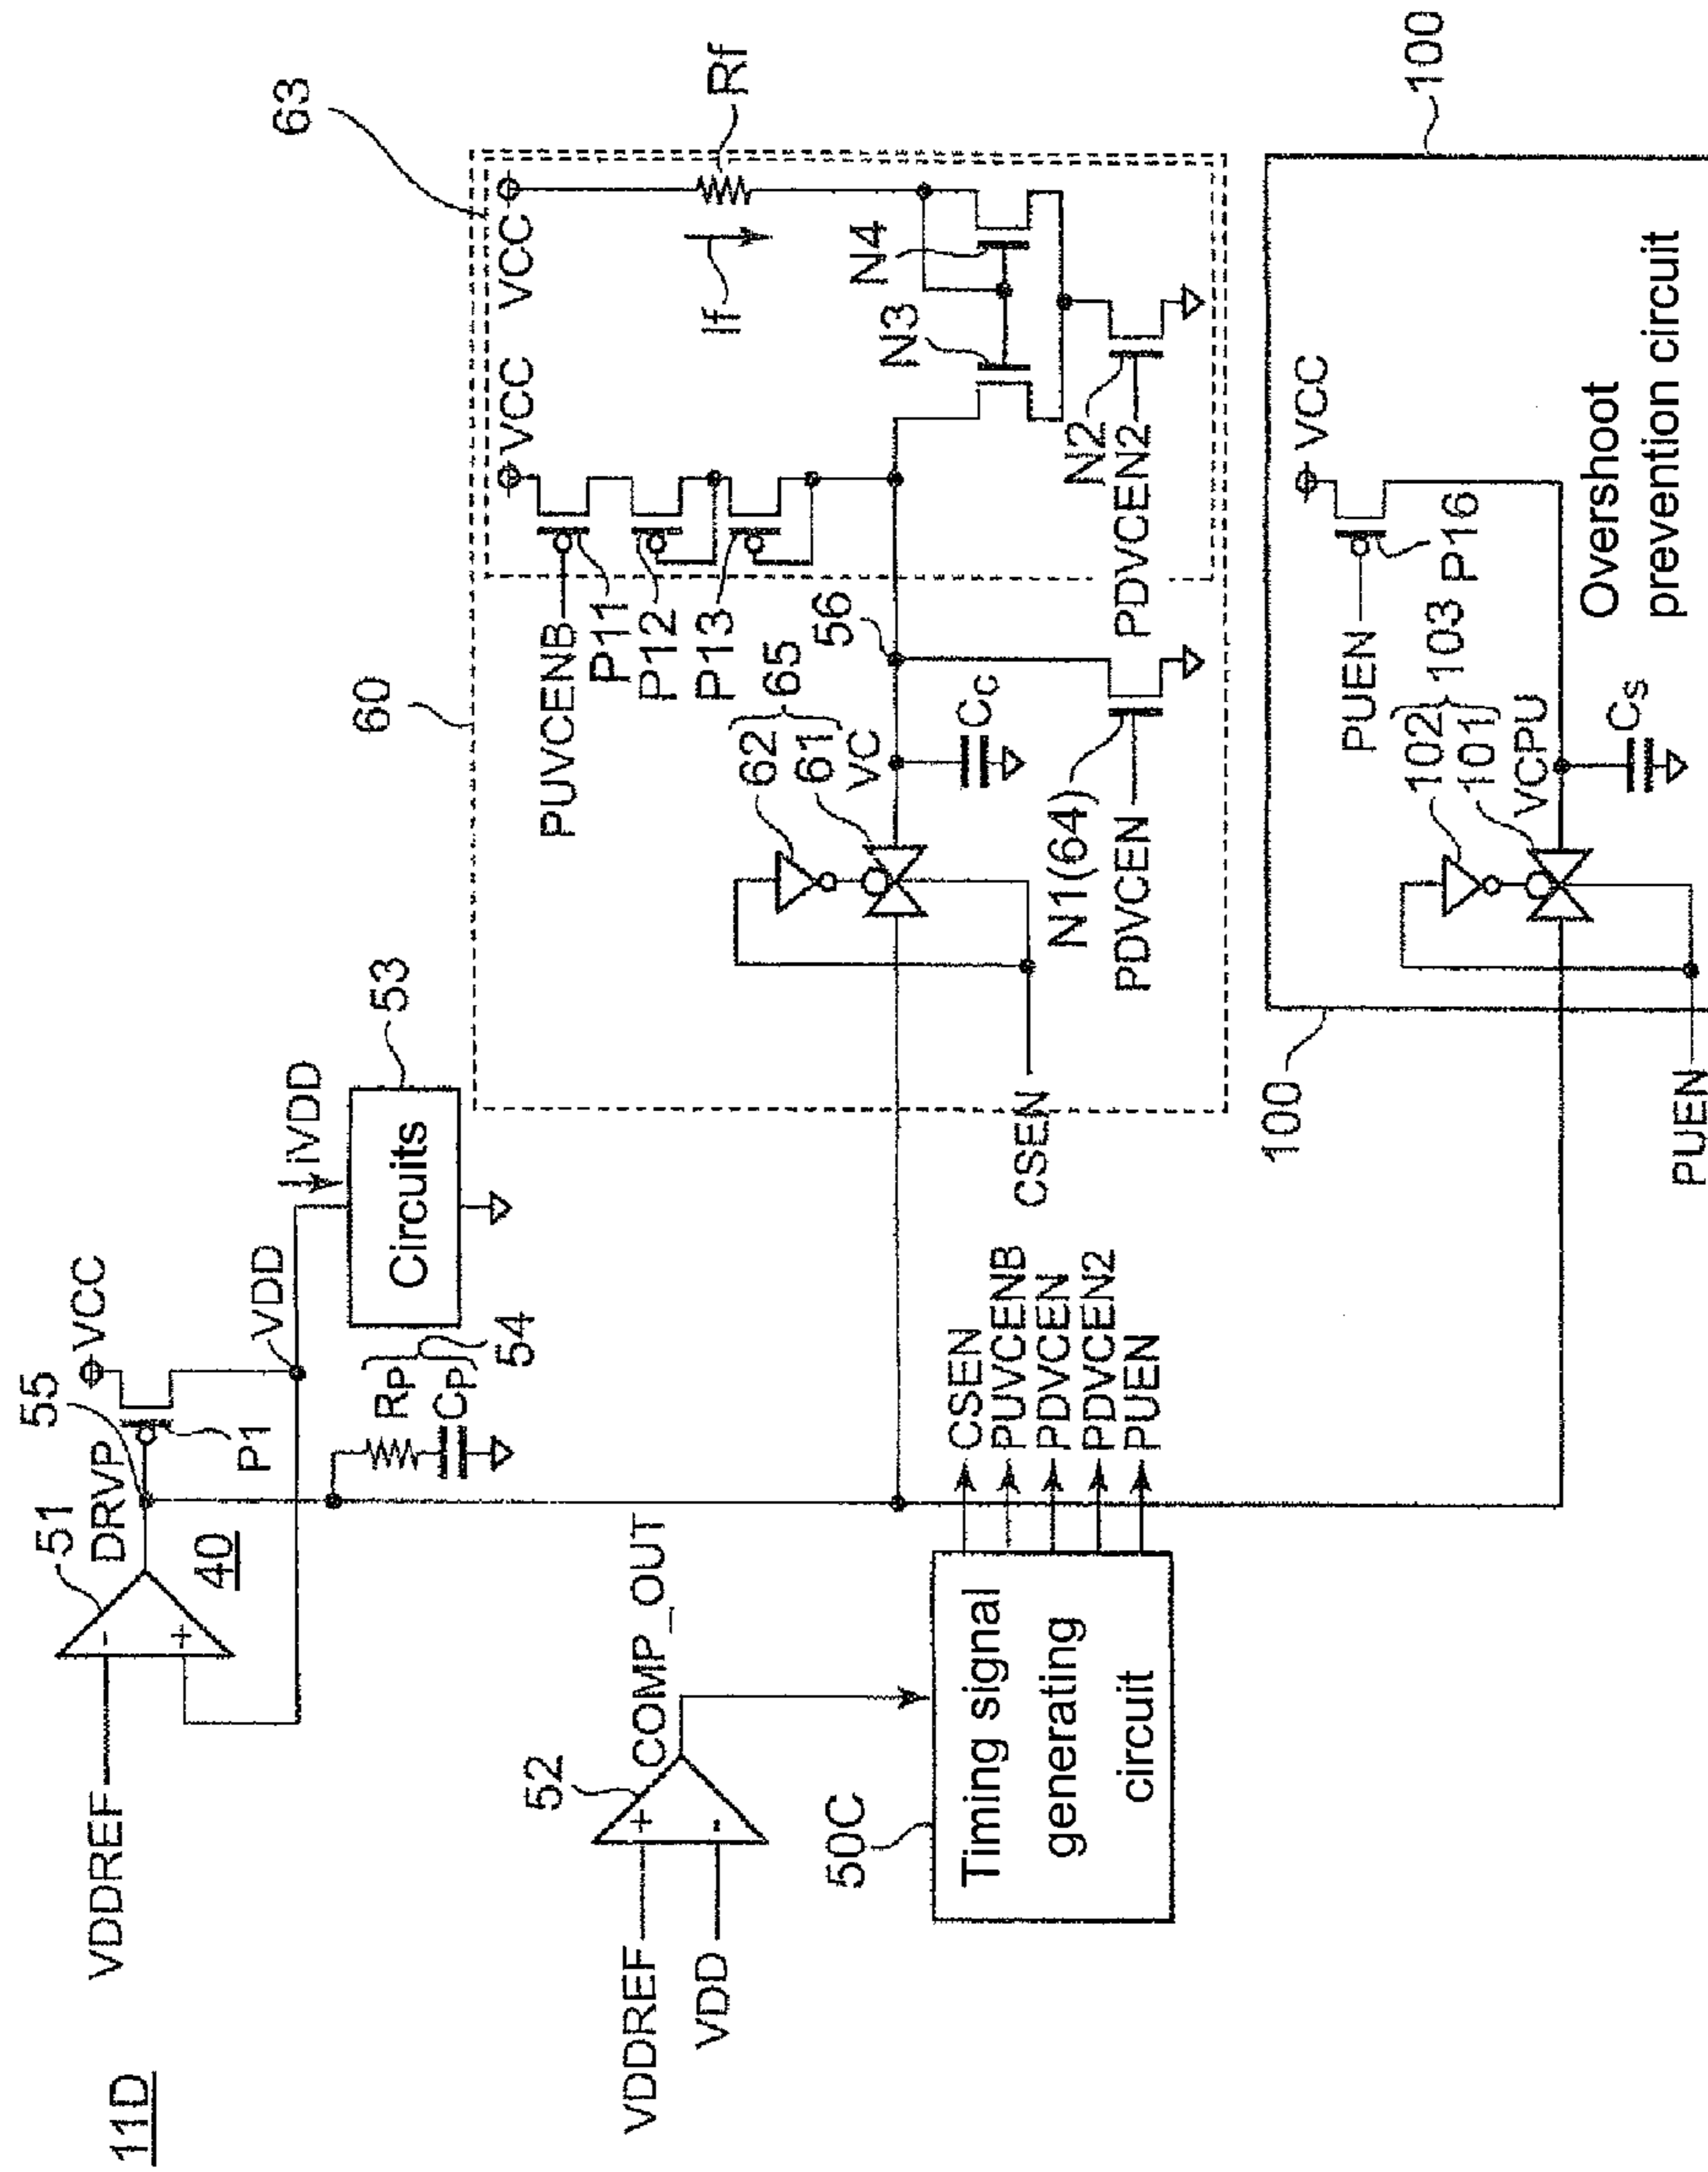 11D
VDDREF
51
DRVP
55
VCC
40
P1
VDD
iVDD
Circuits
53
RP
CP
54
VDDREF
VDD
52
COMP_OUT
50C
Timing signal
generating
circuit
CSEN
PUVCENB
PDVCEN
PDVCEN2
PUEN
60
63
PUVCENB
P11
P12
P13
VCC
VCC
If
Rf
N3
N4
N2
PDVCEN2
62
61
65
VC
56
CC
N1(64)
PDVCEN
CSEN
100
100
PUEN
VCC
P16
102
101
103
VCPU
CS
PUEN
Overshoot
prevention circuit